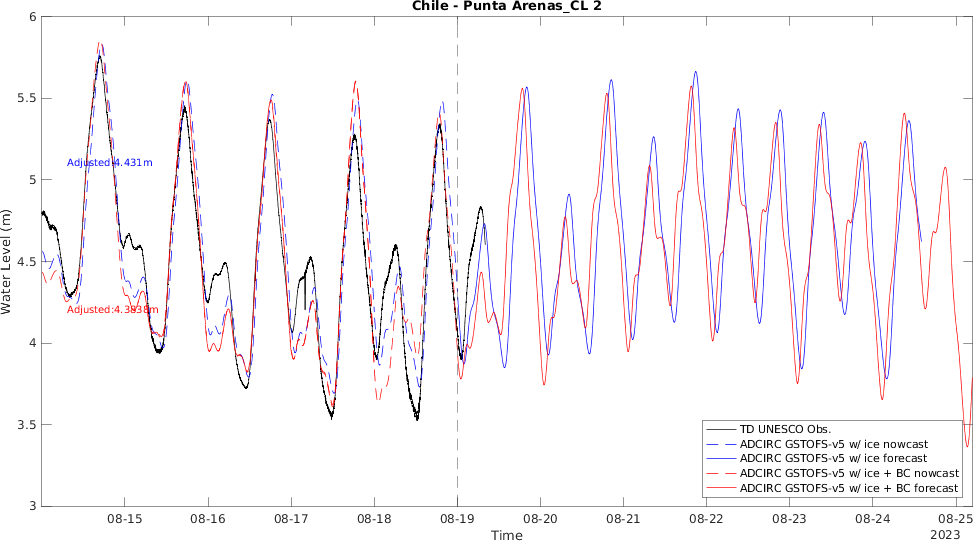 Chile - Punta Arenas_CL 2
Water Level (m)
6
5.5
5
4.5
4
3.5
3
Adjusted:4.431m
Adjusted:4.3838m
TD UNESCO Obs.
ADCIRC GSTOFS-v5 w/ ice nowcast
ADCIRC GSTOFS-v5 w/ ice forecast
ADCIRC GSTOFS-v5 w/ ice + BC nowcast
ADCIRC GSTOFS-v5 w/ ice + BC forecast
08-15 08-16 08-17 08-18 08-19 08-20 08-21 08-22 08-23 08-24 08-25
Time
2023